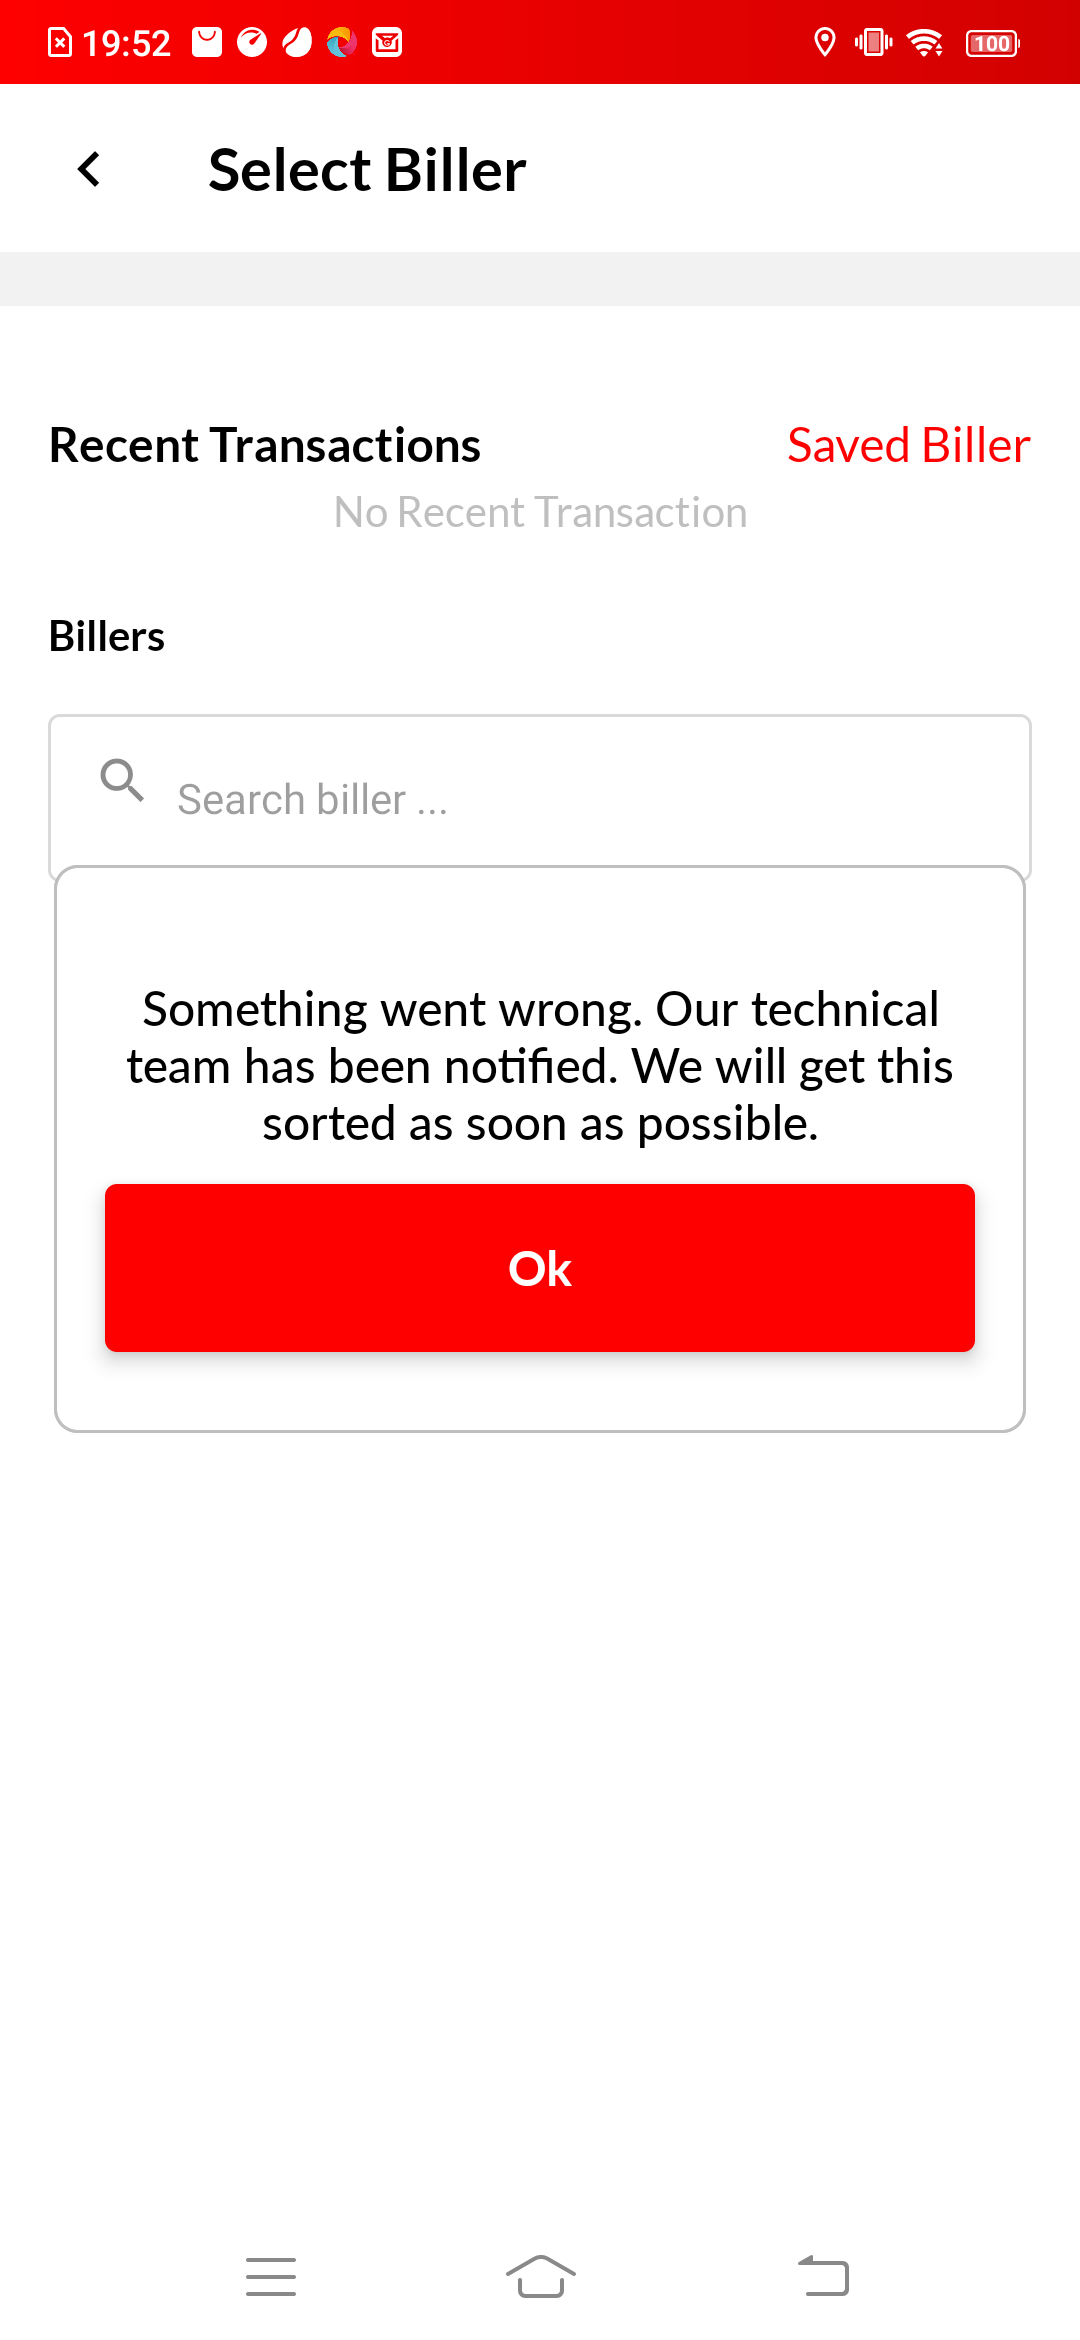 19:52
100
Select Biller
Recent Transactions
Saved Biller
No Recent Transaction
Billers
Search biller ...
Something went wrong. Our technical
team has been notified. We will get this
sorted as soon as possible.
Ok